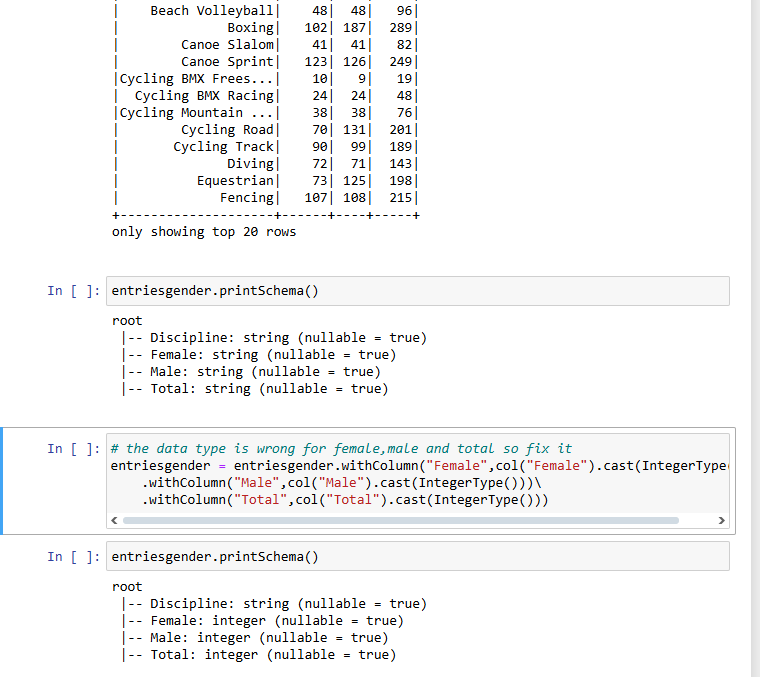 |    Beach Volleyball|    48|  48|   96|
|              Boxing|   102| 187|  289|
|        Canoe Slalom|    41|  41|   82|
|        Canoe Sprint|   123| 126|  249|
|Cycling BMX Frees...|    10|   9|   19|
|  Cycling BMX Racing|    24|  24|   48|
|Cycling Mountain ...|    38|  38|   76|
|        Cycling Road|    70| 131|  201|
|       Cycling Track|    90|  99|  189|
|              Diving|    72|  71|  143|
|          Equestrian|    73| 125|  198|
|             Fencing|   107| 108|  215|
+--------------------+------+----+-----+
only showing top 20 rows
In [ ]: entriesgender.printSchema()
root
 |-- Discipline: string (nullable = true)
 |-- Female: string (nullable = true)
 |-- Male: string (nullable = true)
 |-- Total: string (nullable = true)
In [ ]: # the data type is wrong for female,male and total so fix it
entriesgender = entriesgender.withColumn("Female",col("Female").cast(IntegerType
    .withColumn("Male",col("Male").cast(IntegerType()))\
    .withColumn("Total",col("Total").cast(IntegerType()))
In [ ]: entriesgender.printSchema()
root
 |-- Discipline: string (nullable = true)
 |-- Female: integer (nullable = true)
 |-- Male: integer (nullable = true)
 |-- Total: integer (nullable = true)